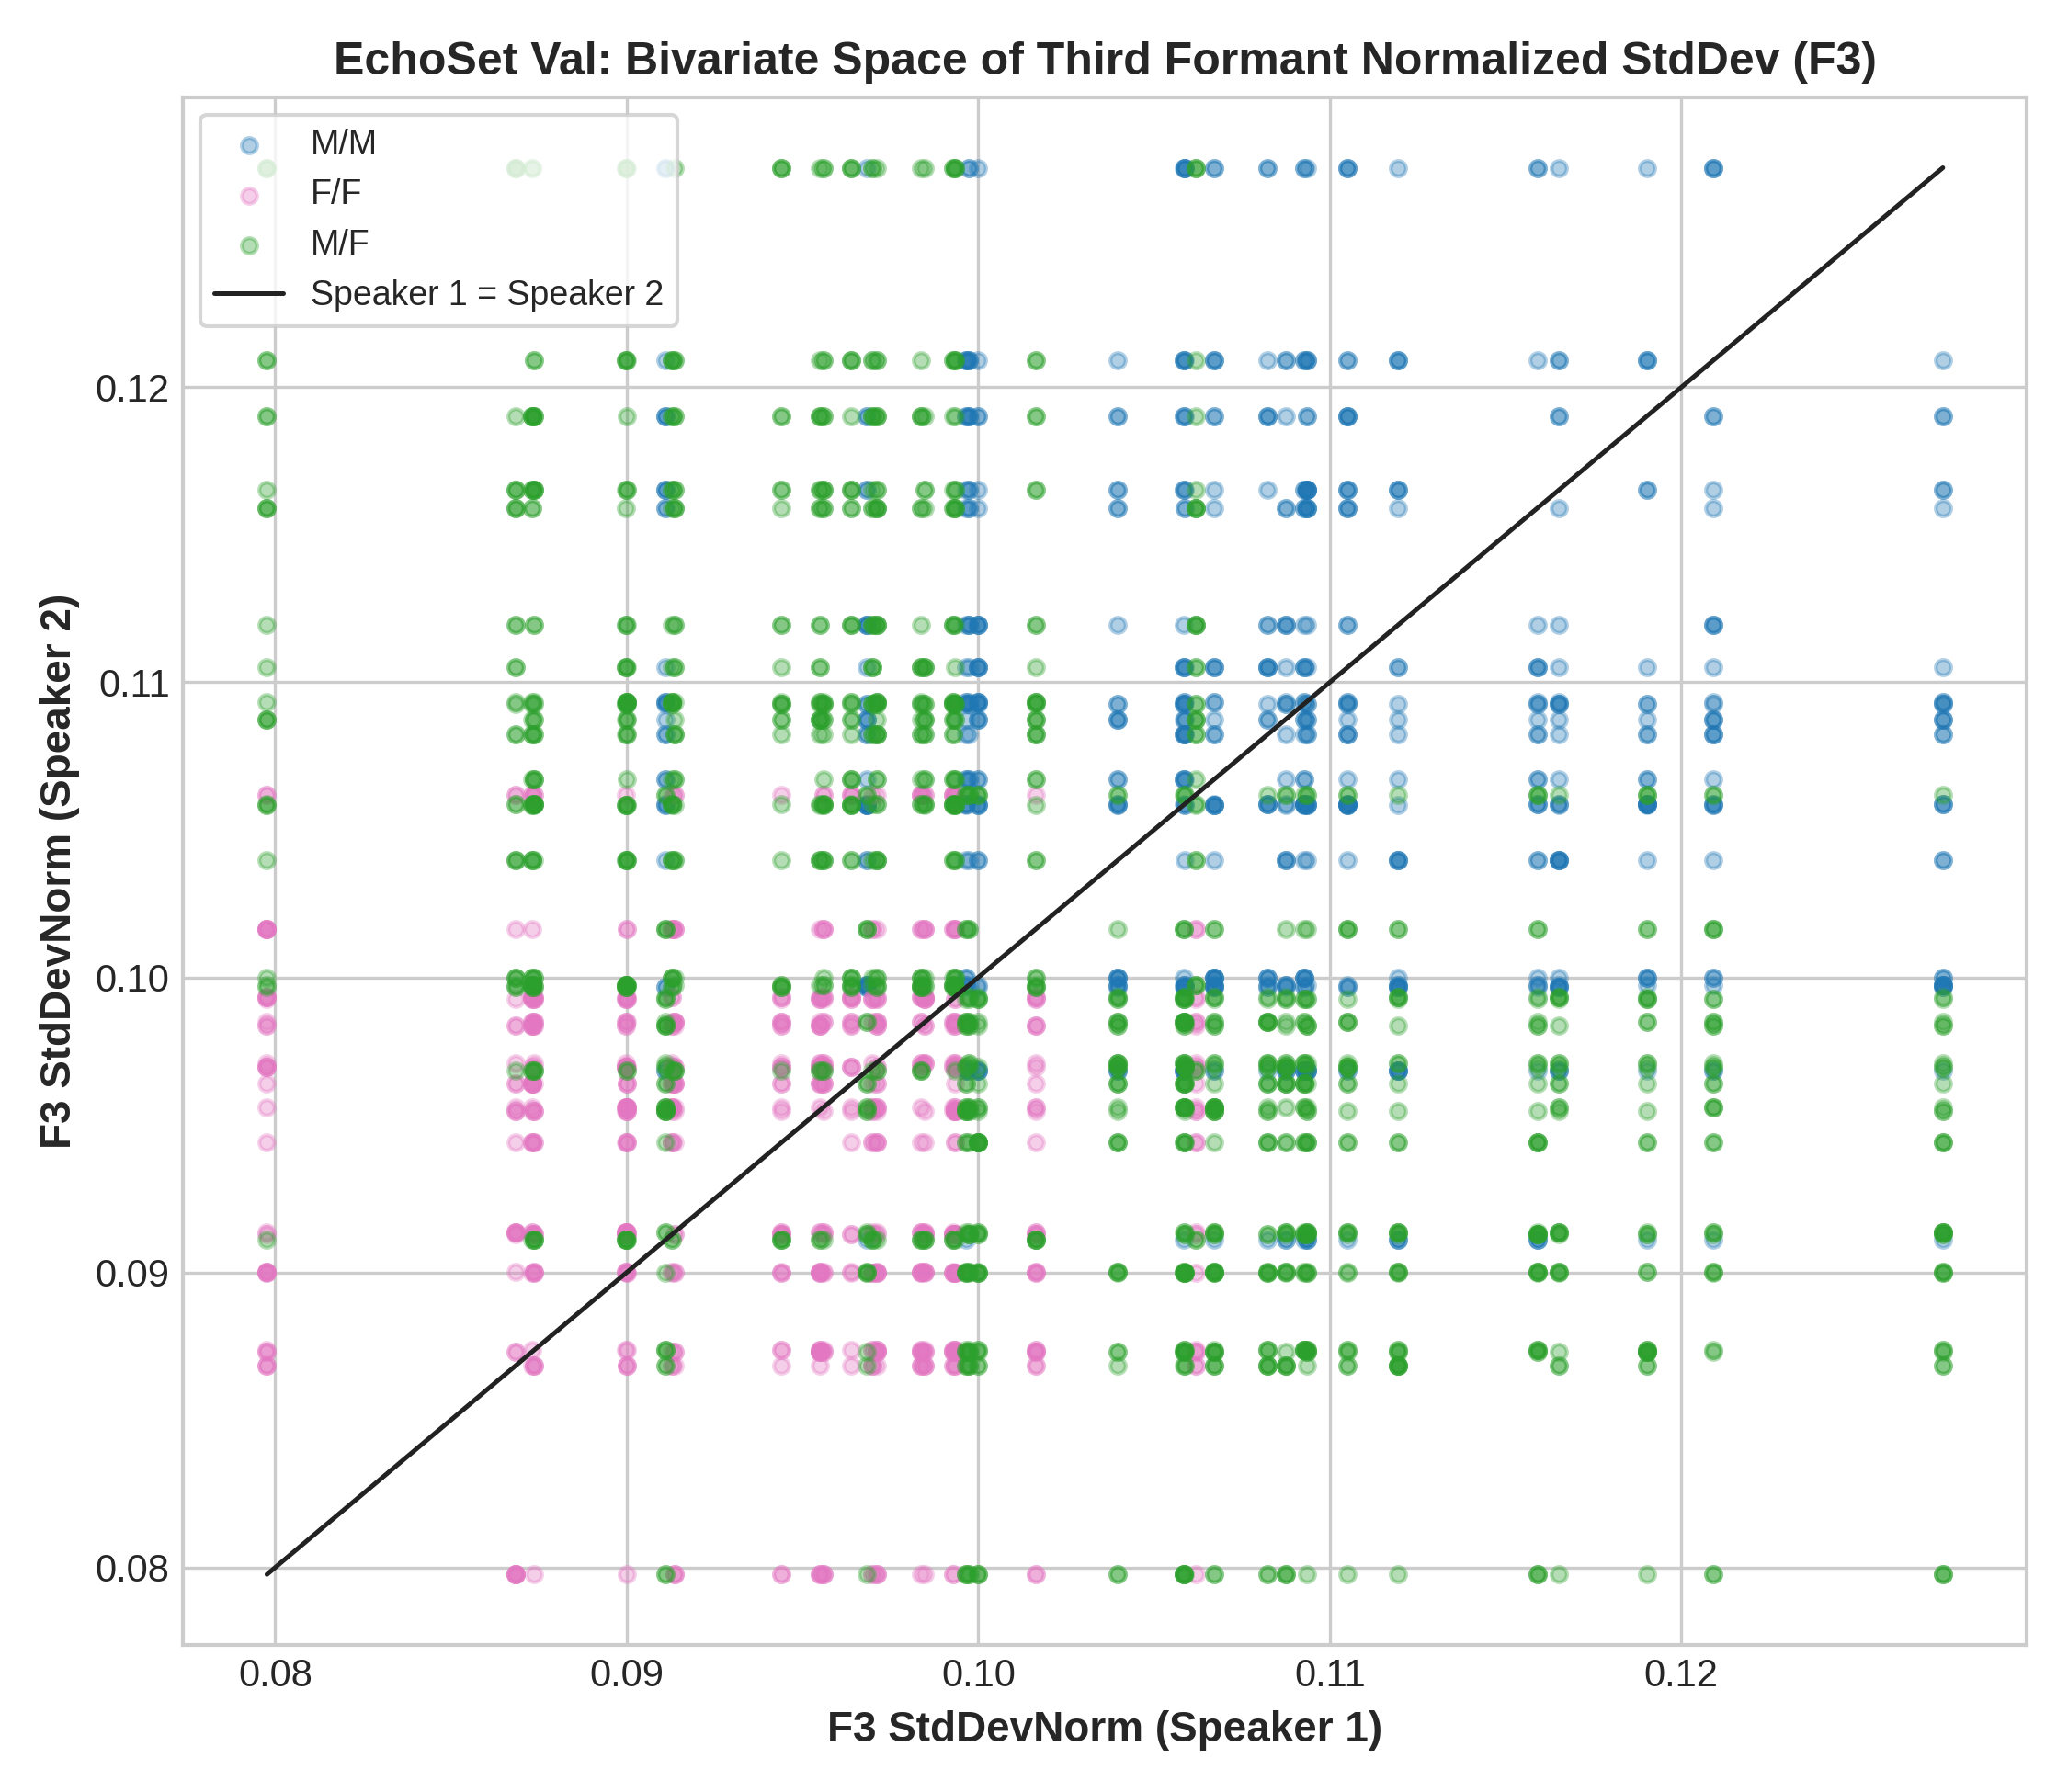 EchoSet Val: Bivariate Space of Third Formant Normalized StdDev (F3)
M/M
F/F
M/F
Speaker 1 = Speaker 2
F3 StdDevNorm (Speaker 2)
0.12
0.11
0.10
0.09
0.08
0.08
0.09
0.10
0.11
0.12
F3 StdDevNorm (Speaker 1)